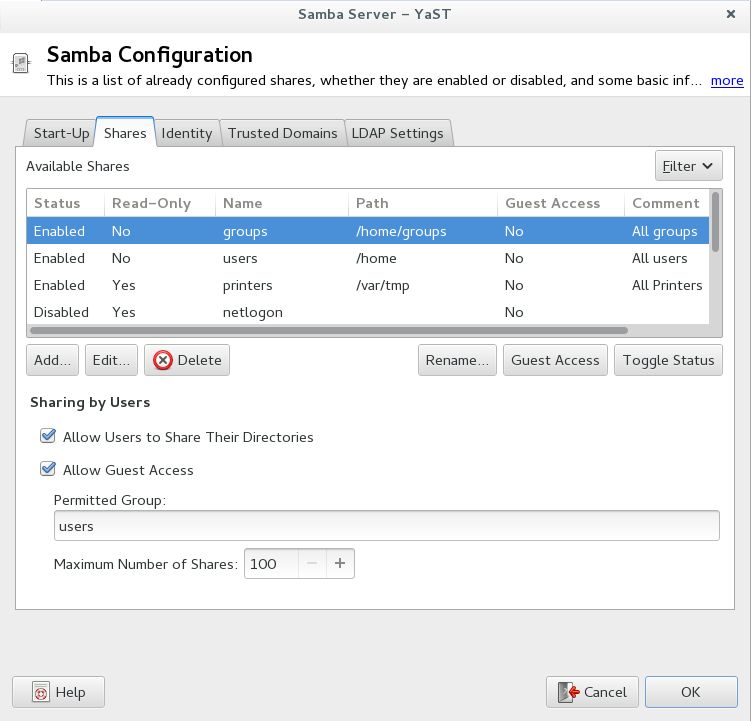 Samba Server – YaST
Samba Configuration
This is a list of already configured shares, whether they are enabled or disabled, and some basic inf... more
Start-Up Shares Identity Trusted Domains LDAP Settings
Available Shares Filter
Status Read–Only Name Path Guest Access Comment
Enabled No groups /home/groups No All groups
Enabled No users /home No All users
Enabled Yes printers /var/tmp No All Printers
Disabled Yes netlogon No
Add... Edit... Delete Rename... Guest Access Toggle Status
Sharing by Users
Allow Users to Share Their Directories
Allow Guest Access
Permitted Group:
users
Maximum Number of Shares: 100
Help Cancel OK